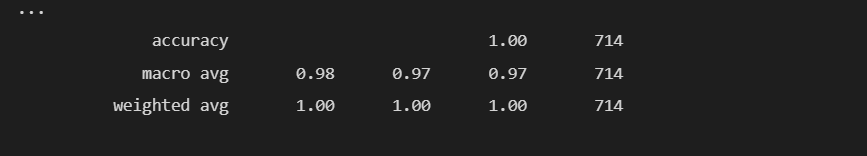 ...
accuracy 1.00 714
macro avg 0.98 0.97 0.97 714
weighted avg 1.00 1.00 1.00 714